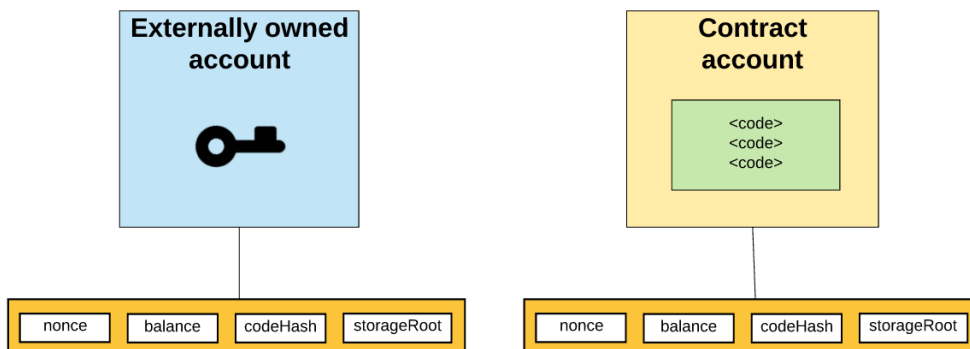 Externally owned
account
Contract
account
<code>
<code>
<code>
nonce
balance
codeHash
storageRoot
nonce
balance
codeHash
storageRoot